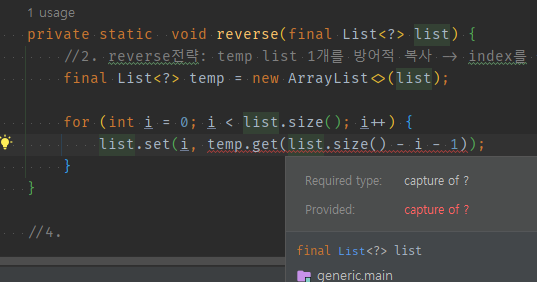 1 usage
private static void reverse(final List<?> list) {
//2. reverse전략: temp list 1개를 방어적 복사 -> index를
final List<?> temp = new ArrayList<>(list);
for (int i = 0; i < list.size(); i++) {
list.set(i, temp.get(list.size() - i - 1));
}
}
//4.
Required type: capture of ?
Provided: capture of ?
final List<?> list
generic.main